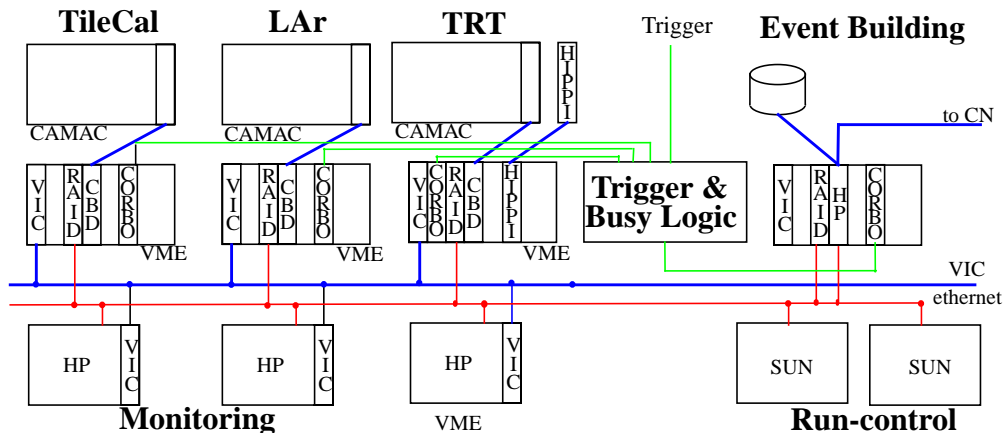 TileCal LAr TRT Trigger Event Building
HIPPI
CAMAC CAMAC CAMAC to CN
VIC RAID CBD CORBO VIC RAID CBD CORBO VIC CORBO RAID CBD HIPPI Trigger & VIC RAID HP CORBO
Busy Logic
VME VME VME
VIC
ethernet
HP VIC HP VIC HP VIC SUN SUN
Monitoring VME Run-control